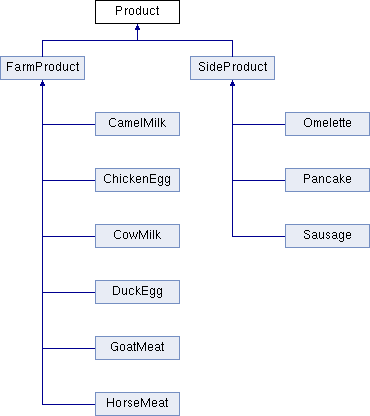 Product
FarmProduct
SideProduct
CamelMilk
Omelette
ChickenEgg
Pancake
CowMilk
Sausage
DuckEgg
GoatMeat
HorseMeat